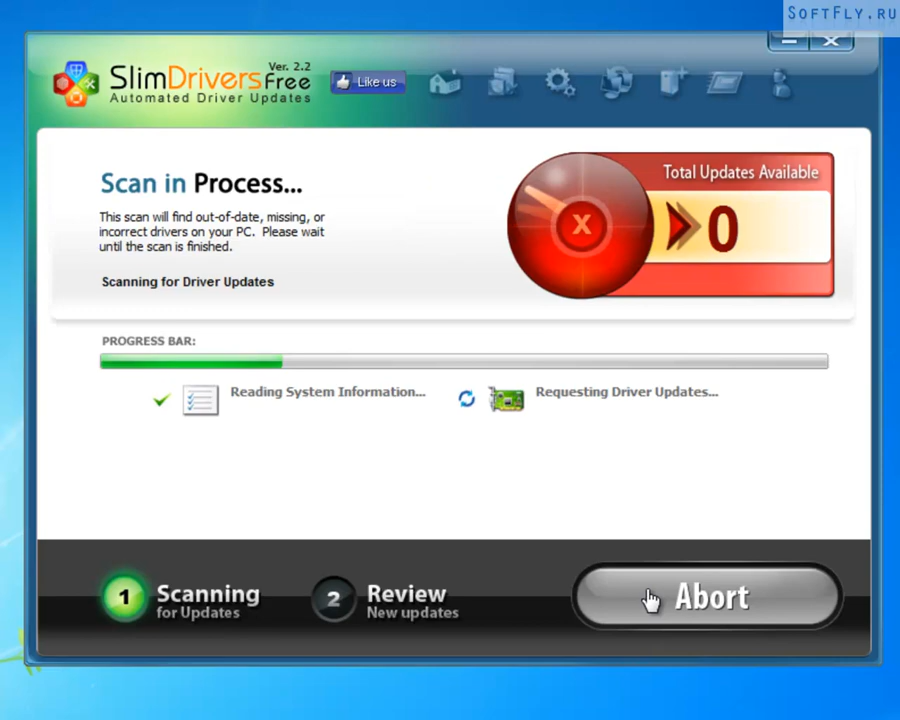 SoftFly.ru
SlimDrivers Free
Ver. 2.2
Automated Driver Updates
Like us
Scan in Process...
Total Updates Available
This scan will find out-of-date, missing, or
incorrect drivers on your PC. Please wait
until the scan is finished.
X
0
Scanning for Driver Updates
PROGRESS BAR:
Reading System Information...
Requesting Driver Updates...
1
Scanning
for Updates
2
Review
New updates
Abort